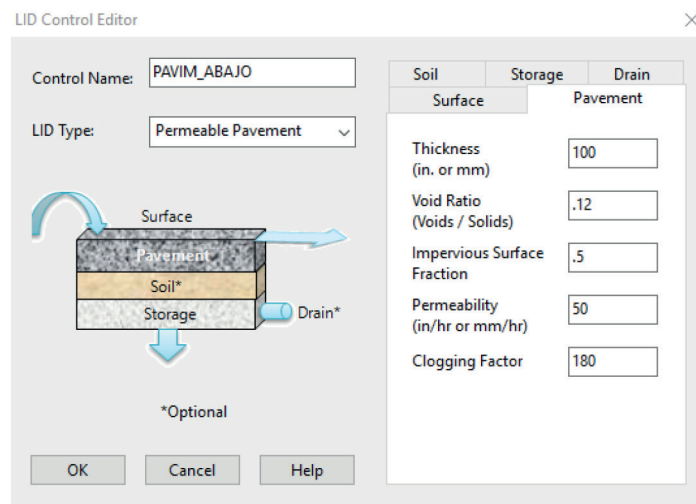 LID Control Editor
Control Name: PAVIM_ABAJO
LID Type: Permeable Pavement
Surface
Pavement
Soil*
Storage
Drain*
*Optional
OK Cancel Help
Soil Storage Drain
Surface Pavement
Thickness
(in. or mm)
100
Void Ratio
(Voids / Solids)
.12
Impervious Surface
Fraction
.5
Permeability
(in/hr or mm/hr)
50
Clogging Factor 180